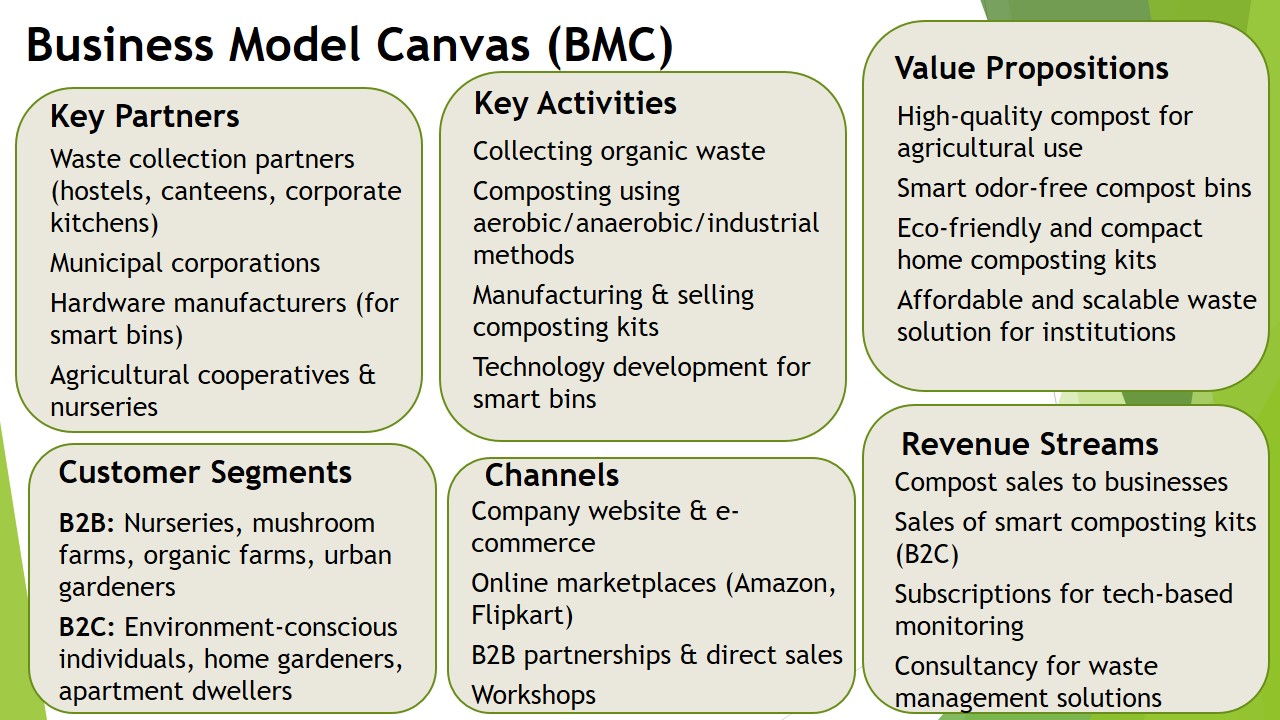 Business Model Canvas (BMC)
Key Partners
Waste collection partners
(hostels, canteens, corporate
kitchens)
Municipal corporations
Hardware manufacturers (for
smart bins)
Agricultural cooperatives &
nurseries
Key Activities
Collecting organic waste
Composting using
aerobic/anaerobic/industrial
methods
Manufacturing & selling
composting kits
Technology development for
smart bins
Value Propositions
High-quality compost for
agricultural use
Smart odor-free compost bins
Eco-friendly and compact
home composting kits
Affordable and scalable waste
solution for institutions
Customer Segments
B2B: Nurseries, mushroom
farms, organic farms, urban
gardeners
B2C: Environment-conscious
individuals, home gardeners,
apartment dwellers
Channels
Company website & e-
commerce
Online marketplaces (Amazon,
Flipkart)
B2B partnerships & direct sales
Workshops
Revenue Streams
Compost sales to businesses
Sales of smart composting kits
(B2C)
Subscriptions for tech-based
monitoring
Consultancy for waste
management solutions